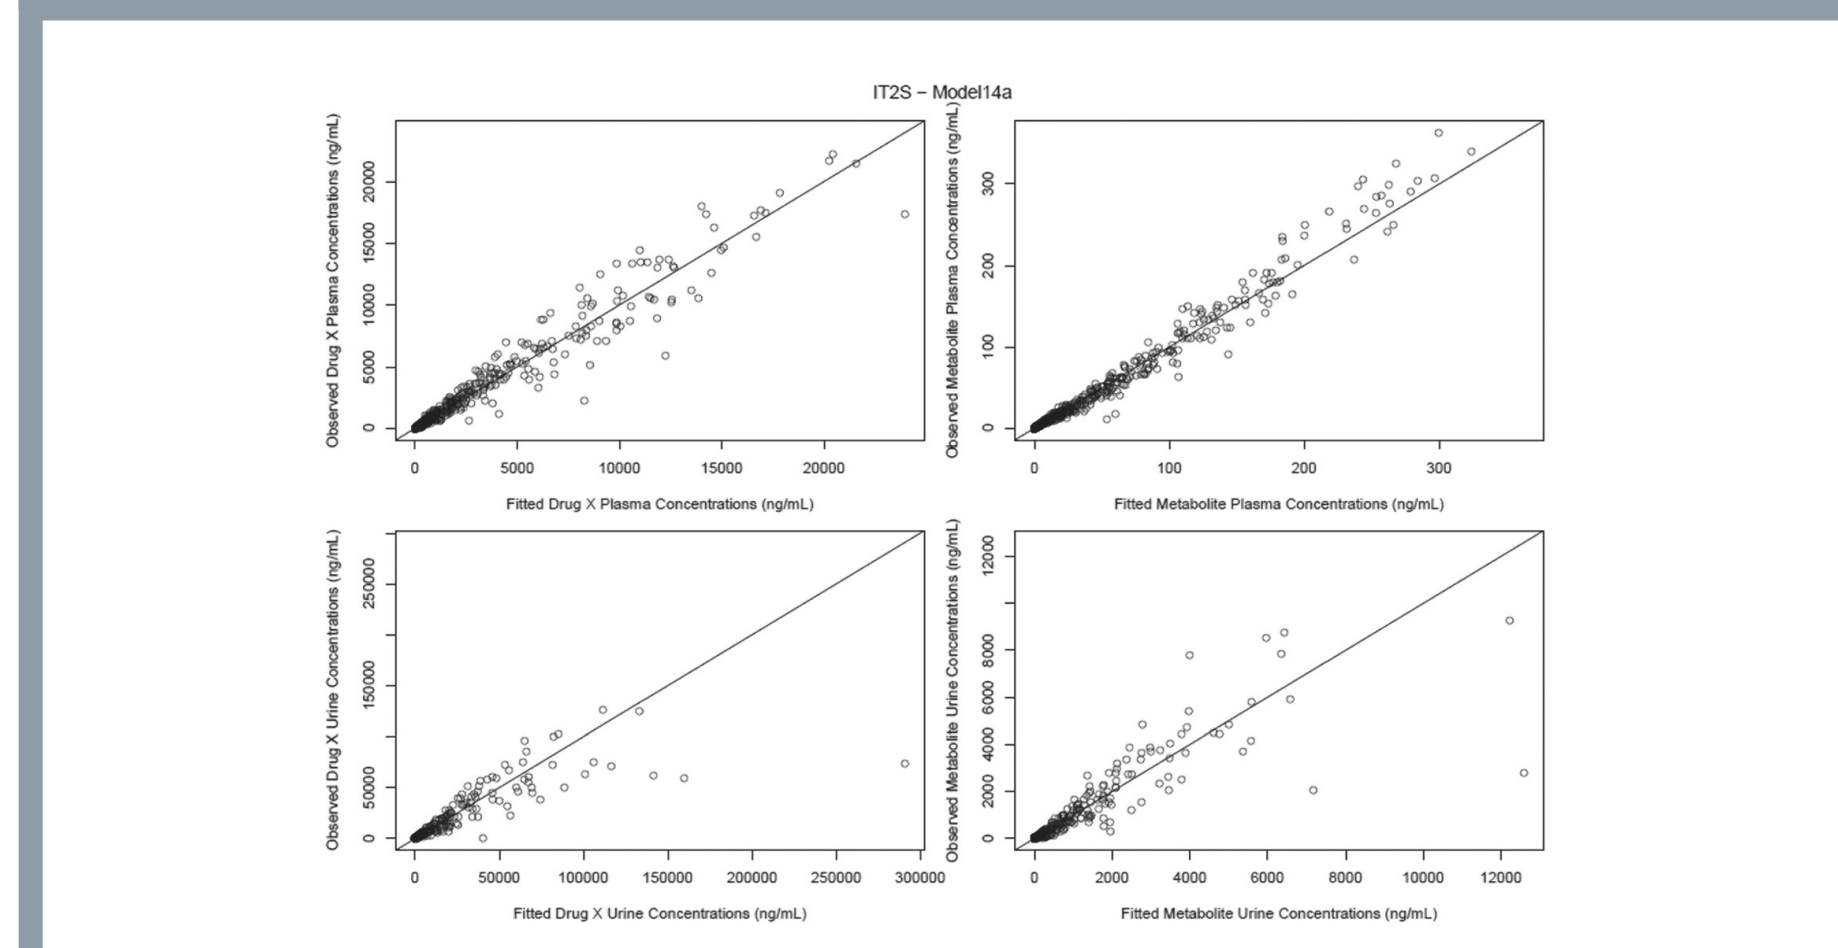 IT2S – Model14a
Observed Drug X Plasma Concentrations (ng/mL)
20000
15000
10000
5000
0
0 5000 10000 15000 20000
Fitted Drug X Plasma Concentrations (ng/mL)
Observed Metabolite Plasma Concentrations (ng/mL)
300
200
100
0
0 100 200 300
Fitted Metabolite Plasma Concentrations (ng/mL)
Observed Drug X Urine Concentrations (ng/mL)
250000
150000
50000
0
0 50000 100000 150000 200000 250000 300000
Fitted Drug X Urine Concentrations (ng/mL)
Observed Metabolite Urine Concentrations (ng/mL)
12000
8000
6000
4000
2000
0
0 2000 4000 6000 8000 10000 12000
Fitted Metabolite Urine Concentrations (ng/mL)